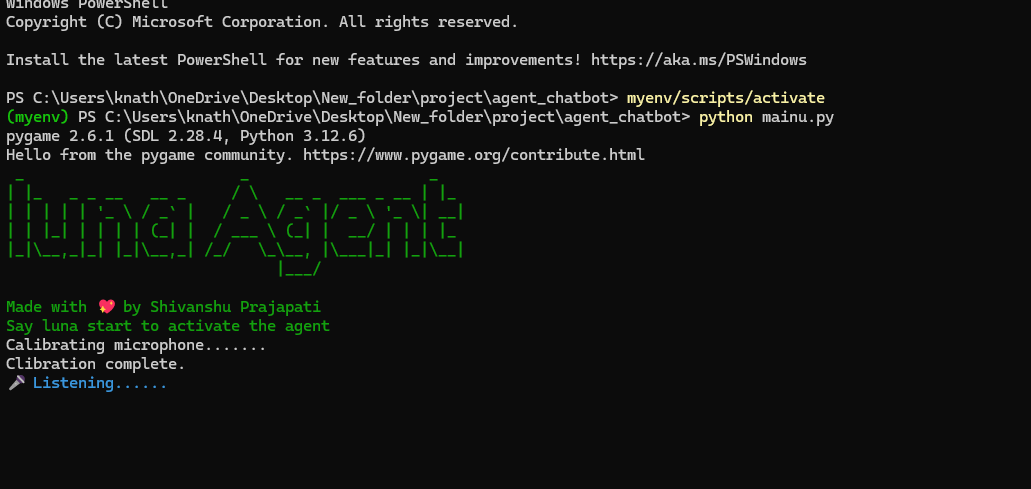 Windows PowerShell
Copyright (C) Microsoft Corporation. All rights reserved.
Install the latest PowerShell for new features and improvements! https://aka.ms/PSWindows
PS C:\Users\knath\OneDrive\Desktop\New_folder\project\agent_chatbot> myenv/scripts/activate
(myenv) PS C:\Users\knath\OneDrive\Desktop\New_folder\project\agent_chatbot> python mainu.py
pygame 2.6.1 (SDL 2.28.4, Python 3.12.6)
Hello from the pygame community. https://www.pygame.org/contribute.html
luna Agent
Made with 💖 by Shivanshu Prajapati
Say luna start to activate the agent
Calibrating microphone.......
Clibration complete.
🎤 Listening......